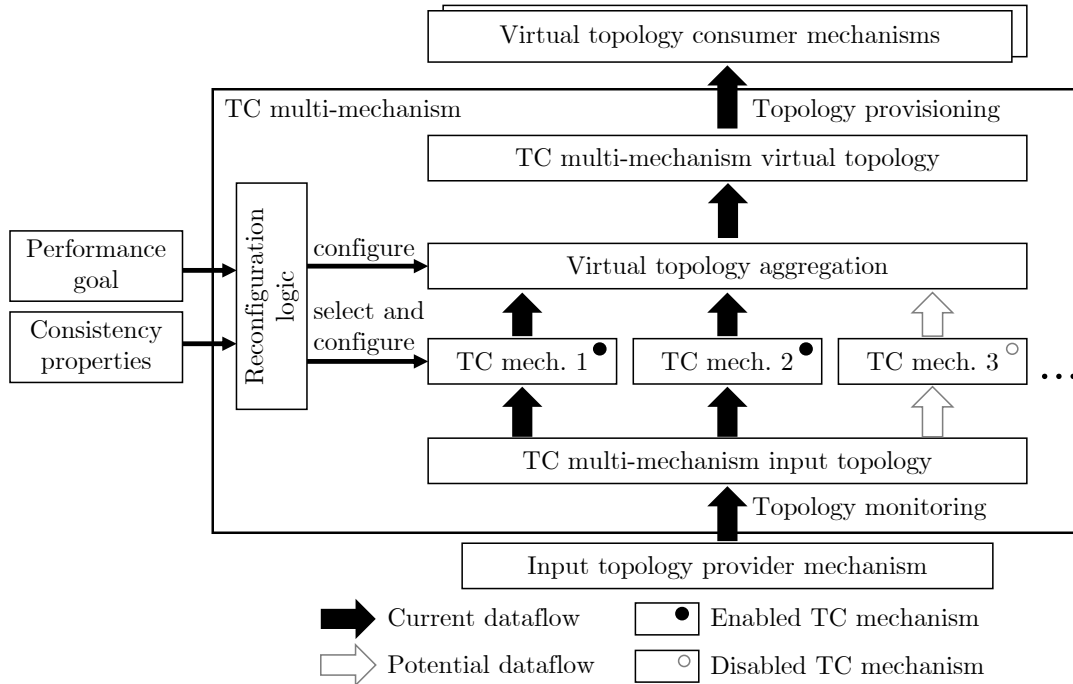 Virtual topology consumer mechanisms
TC multi-mechanism
Topology provisioning
TC multi-mechanism virtual topology
Performance
goal
Consistency
properties
Reconfiguration
logic
configure
select and
configure
Virtual topology aggregation
TC mech. 1
TC mech. 2
TC mech. 3
...
TC multi-mechanism input topology
Topology monitoring
Input topology provider mechanism
Current dataflow
Enabled TC mechanism
Potential dataflow
Disabled TC mechanism